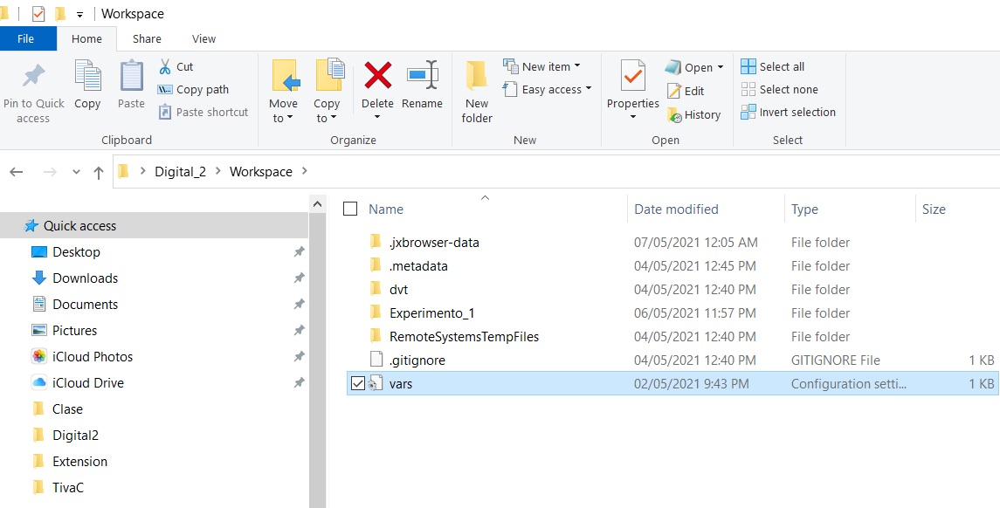 Workspace
File Home Share View
Pin to Quick access
Copy
Paste
Cut
Copy path
Paste shortcut
Clipboard
Move to
Copy to
Delete
Rename
Organize
New folder
New item
Easy access
New
Properties
Open
Edit
History
Open
Select all
Select none
Invert selection
Select
Digital_2 Workspace
Quick access
Desktop
Downloads
Documents
Pictures
iCloud Photos
iCloud Drive
Clase
Digital2
Extension
TivaC
Name Date modified Type Size
.jxbrowser-data 07/05/2021 12:05 AM File folder
.metadata 04/05/2021 12:45 PM File folder
dvt 04/05/2021 12:40 PM File folder
Experimento_1 06/05/2021 11:57 PM File folder
RemoteSystemsTempFiles 04/05/2021 12:40 PM File folder
.gitignore 04/05/2021 12:40 PM GITIGNORE File 1 KB
vars 02/05/2021 9:43 PM Configuration setti... 1 KB